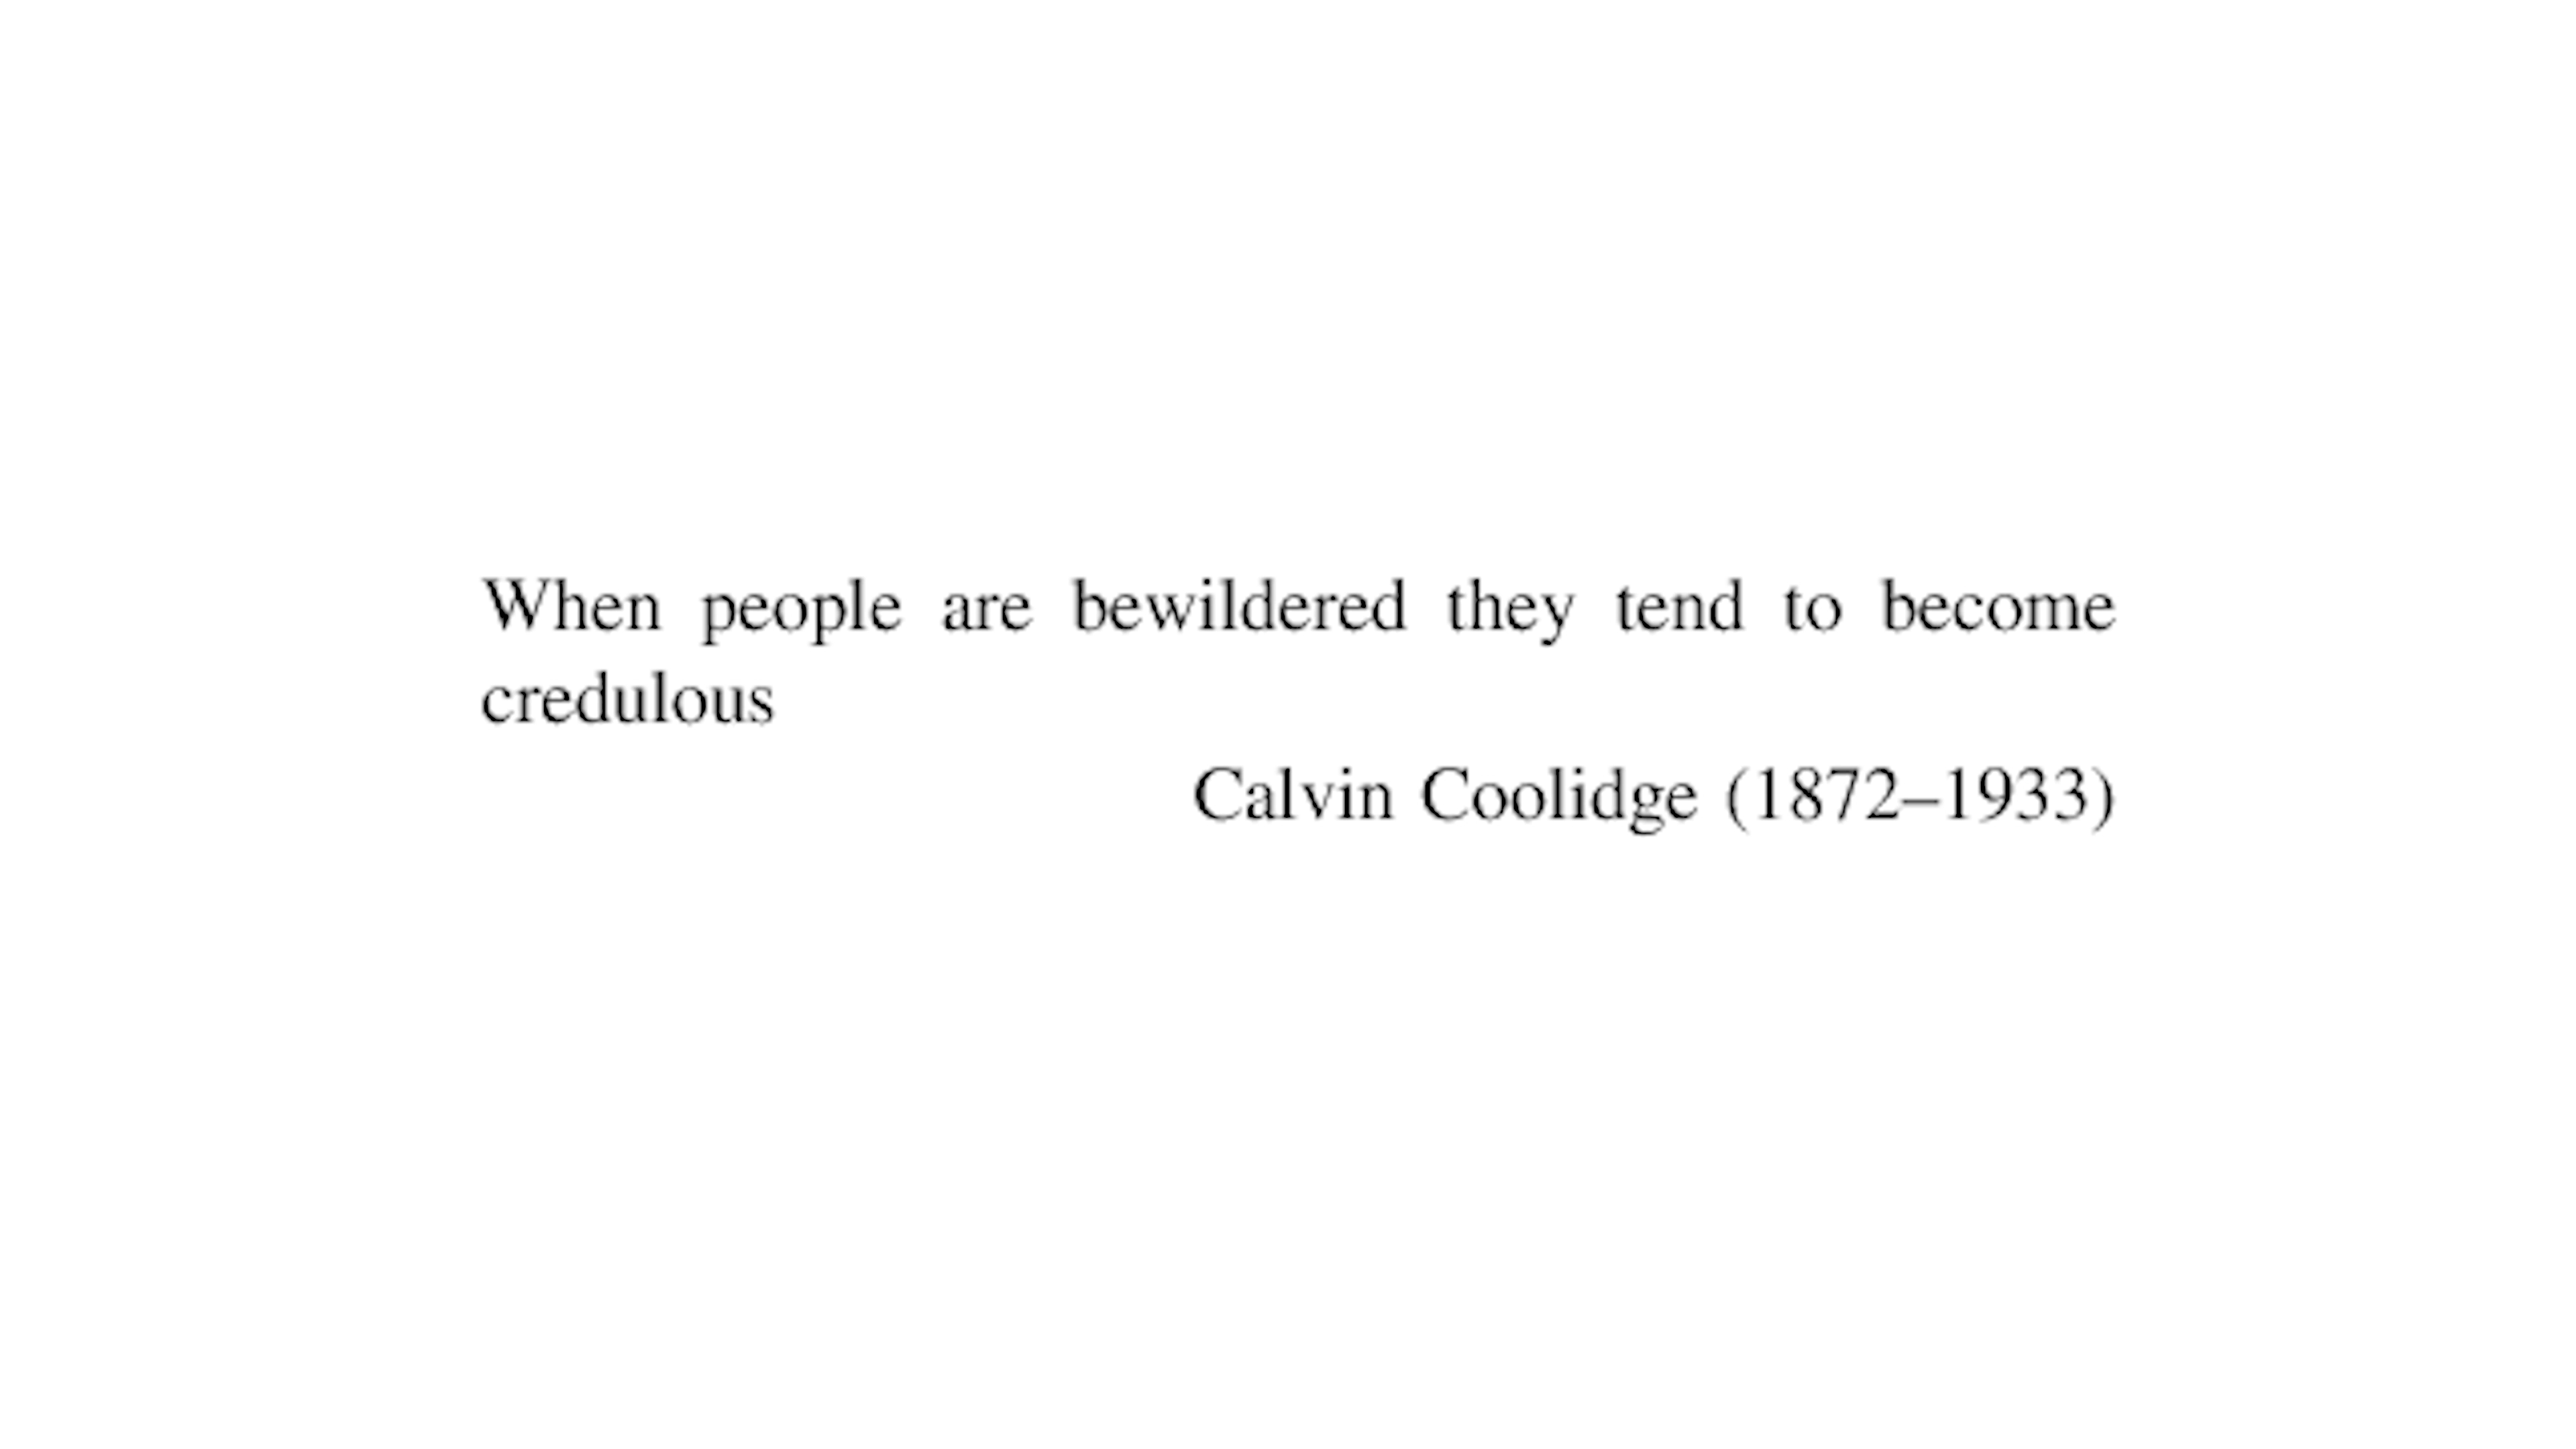 When people are bewildered they tend to become
credulous
Calvin Coolidge (1872–1933)